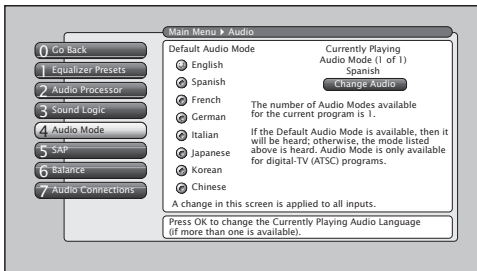 Main Menu ▸ Audio
0 Go Back
1 Equalizer Presets
2 Audio Processor
3 Sound Logic
4 Audio Mode
5 SAP
6 Balance
7 Audio Connections
Default Audio Mode
English
Spanish
French
German
Italian
Japanese
Korean
Chinese
Currently Playing
Audio Mode (1 of 1)
Spanish
Change Audio
The number of Audio Modes available
for the current program is 1.
If the Default Audio Mode is available, then it
will be heard; otherwise, the mode listed
above is heard. Audio Mode is only available
for digital-TV (ATSC) programs.
A change in this screen is applied to all inputs.
Press OK to change the Currently Playing Audio Language
(if more than one is available).